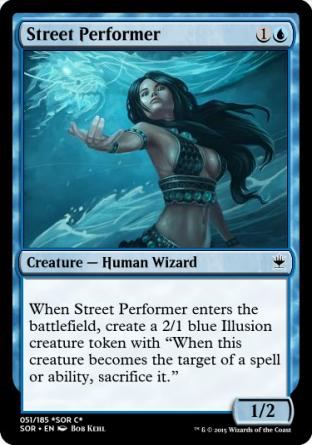 Street Performer 1
Creature — Human Wizard
When Street Performer enters the
battlefield, create a 2/1 blue Illusion
creature token with “When this
creature becomes the target of a spell
or ability, sacrifice it.”
1/2
051/185 *SOR C*
SOR • EN Bob Kehl
™ & © 2015 Wizards of the Coast